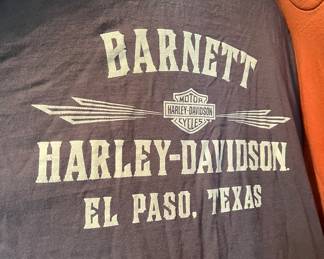 BARNETT
MOTOR
HARLEY-DAVIDSON
CYCLES
HARLEY-DAVIDSON
EL PASO, TEXAS